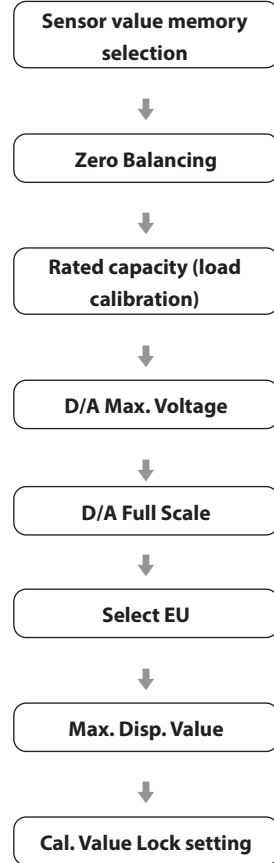 Sensor value memory
selection
Zero Balancing
Rated capacity (load
calibration)
D/A Max. Voltage
D/A Full Scale
Select EU
Max. Disp. Value
Cal. Value Lock setting